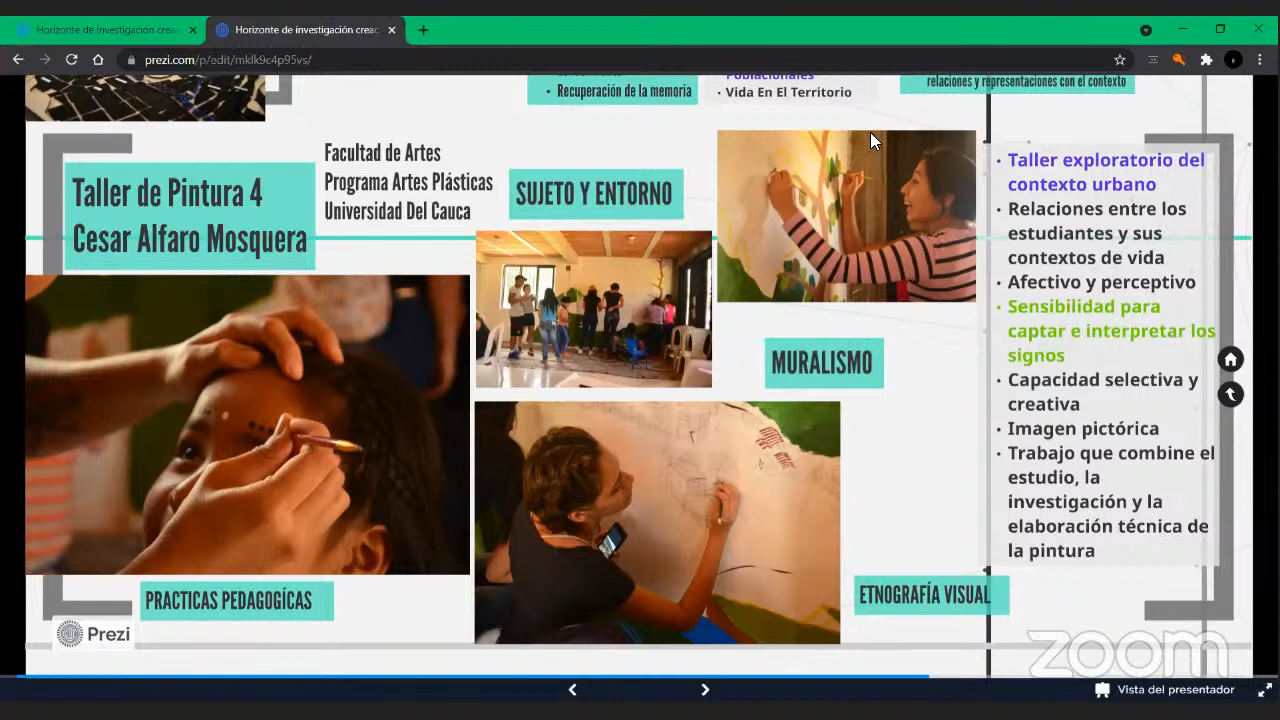 Horizonte de investigación creac
Horizonte de investigación creac
prezi.com/p/edit/mklk9c4p95vs/
• Recuperación de la memoria
Poblacionales
• Vida En El Territorio
relaciones y representaciones con el contexto
Taller de Pintura 4
Cesar Alfaro Mosquera
Facultad de Artes
Programa Artes Plásticas
Universidad Del Cauca
SUJETO Y ENTORNO
MURALISMO
PRACTICAS PEDAGOGÍCAS
ETNOGRAFÍA VISUAL
• Taller exploratorio del
contexto urbano
• Relaciones entre los
estudiantes y sus
contextos de vida
• Afectivo y perceptivo
• Sensibilidad para
captar e interpretar los
signos
• Capacidad selectiva y
creativa
• Imagen pictórica
• Trabajo que combine el
estudio, la
investigación y la
elaboración técnica de
la pintura
Prezi
zoom
Vista del presentador